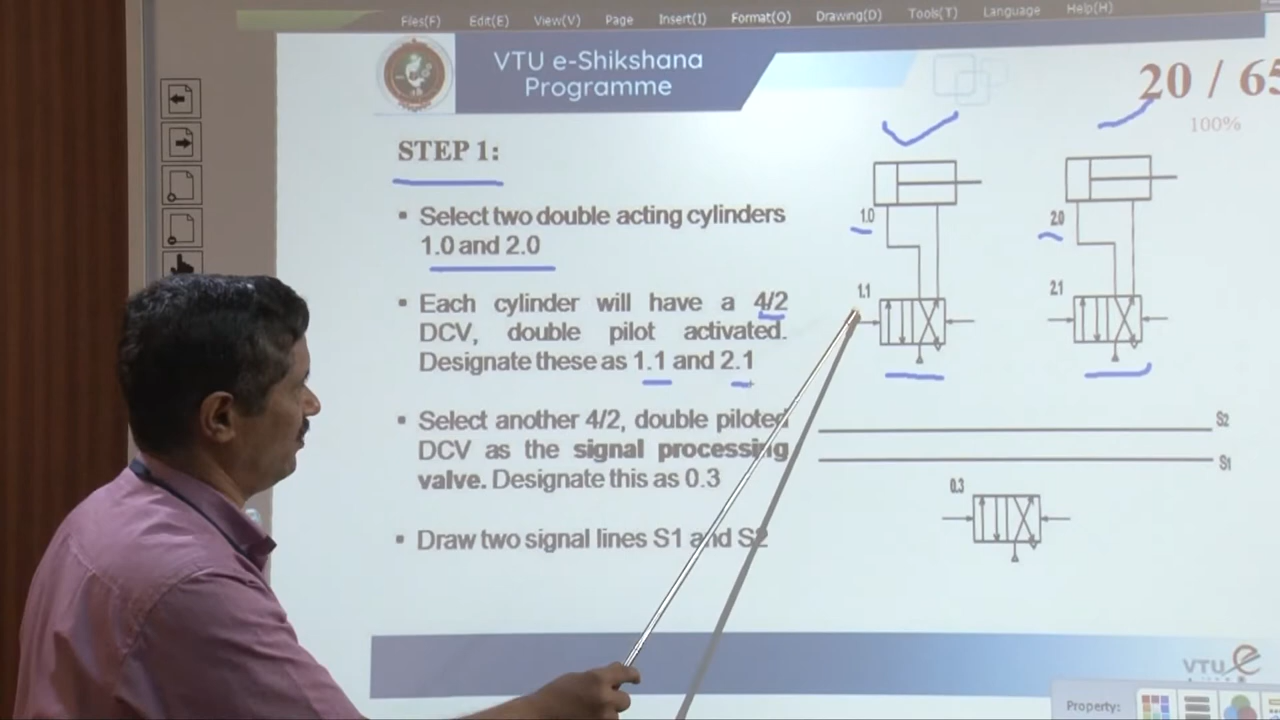 Files(F) Edit(E) View(V) Page Insert(I) Format(O) Drawing(D) Tools(T) Language Help(H)
VTU e-Shikshana
Programme
20 / 65
100%
STEP 1:
▪ Select two double acting cylinders
1.0 and 2.0
▪ Each cylinder will have a 4/2
DCV, double pilot activated.
Designate these as 1.1 and 2.1
▪ Select another 4/2, double piloted
DCV as the signal processing
valve. Designate this as 0.3
▪ Draw two signal lines S1 and S2
1.0
2.0
1.1
2.1
S2
S1
0.3
VTU e
Property: